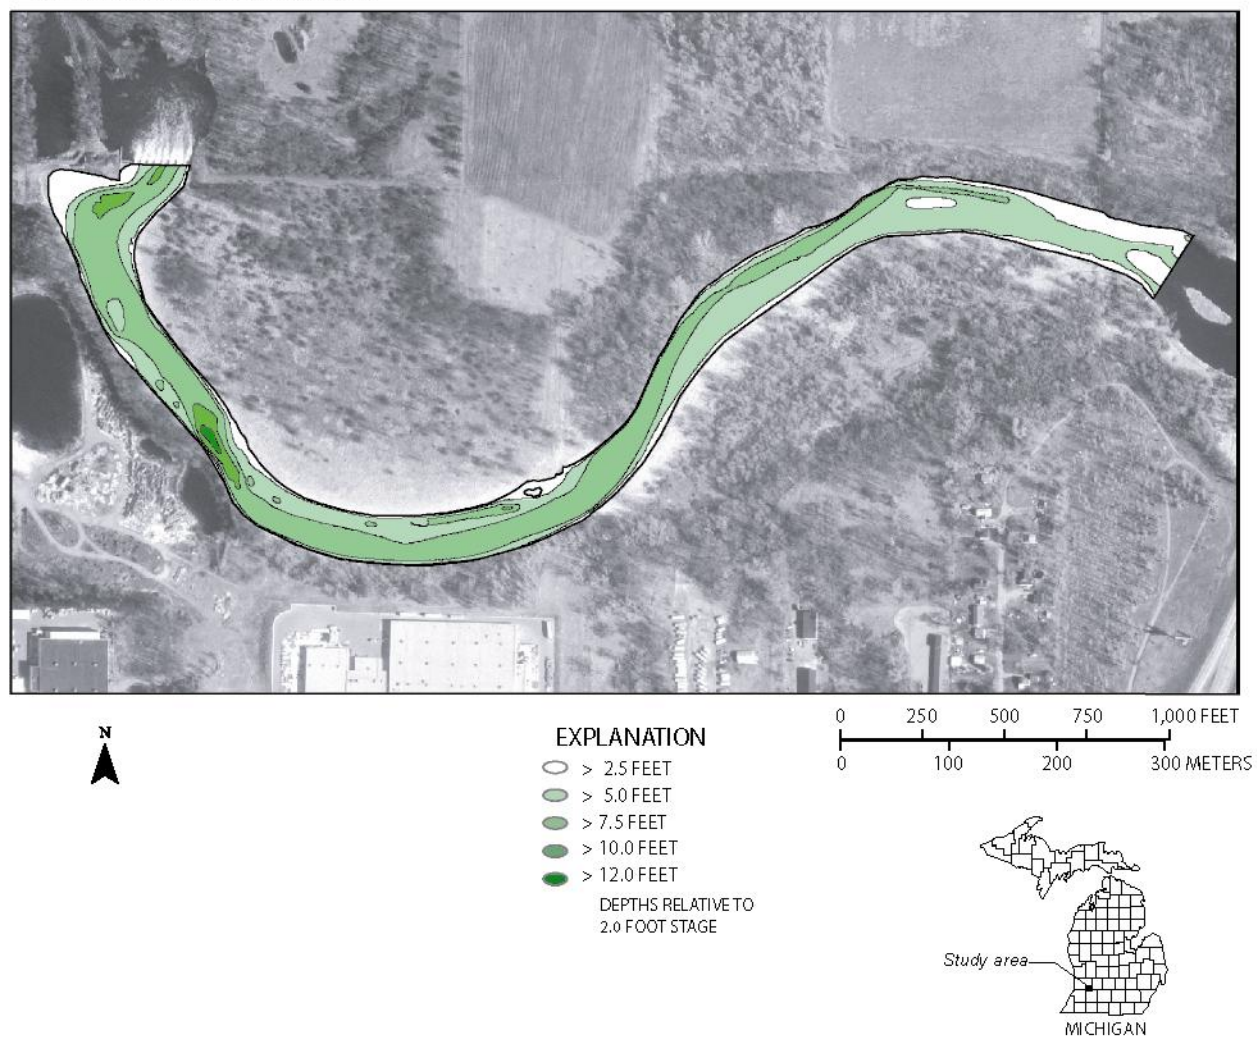 N
EXPLANATION
> 2.5 FEET
> 5.0 FEET
> 7.5 FEET
> 10.0 FEET
> 12.0 FEET
DEPTHS RELATIVE TO
2.0 FOOT STAGE
0 250 500 750 1,000 FEET
0 100 200 300 METERS
Study area
MICHIGAN